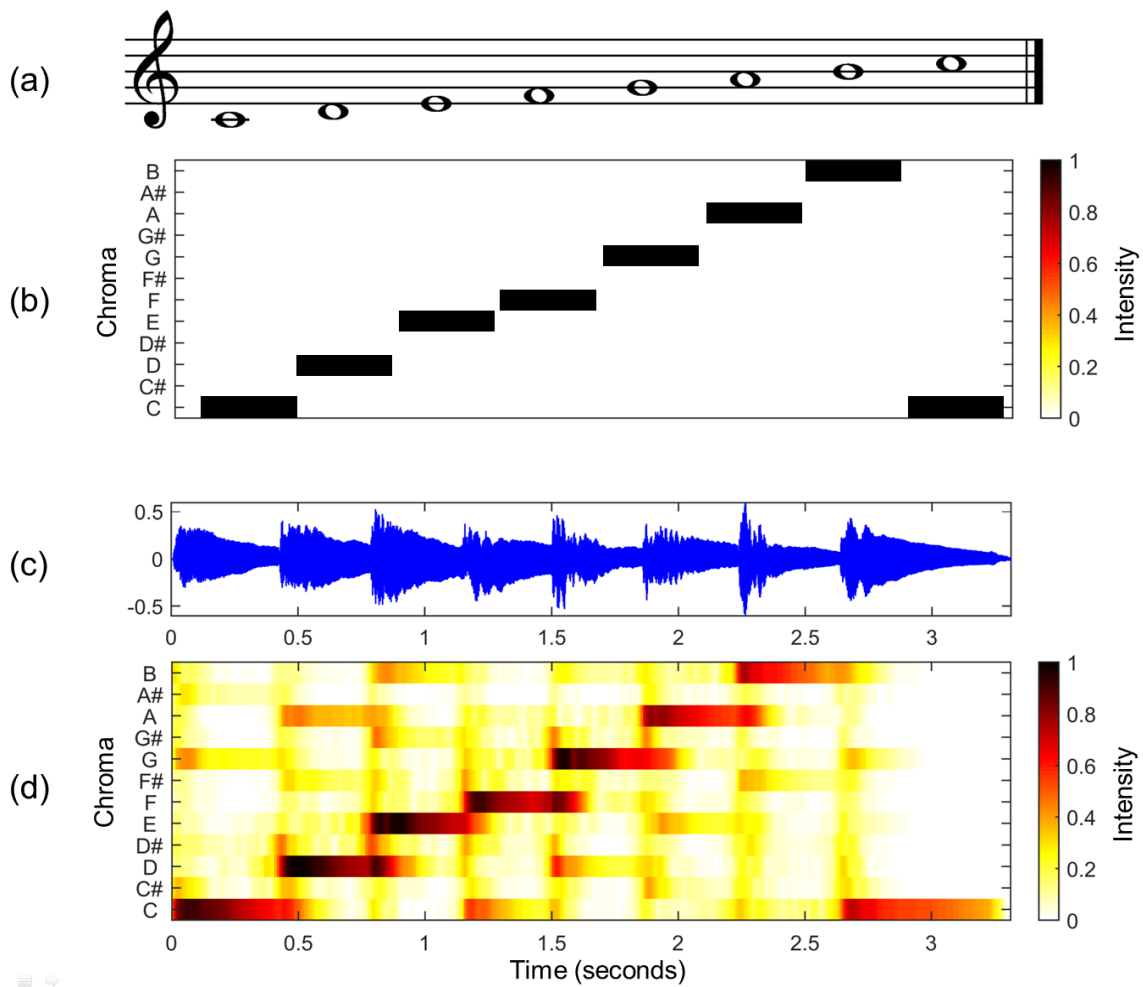 (a)
(b)
Chroma
B
A#
A
G#
G
F#
F
E
D#
D
C#
C
1
0.8
0.6
0.4
0.2
0
Intensity
(c)
0.5
0
-0.5
0
0.5
1
1.5
2
2.5
3
(d)
Chroma
B
A#
A
G#
G
F#
F
E
D#
D
C#
C
0
0.5
1
1.5
2
2.5
3
Time (seconds)
1
0.8
0.6
0.4
0.2
0
Intensity